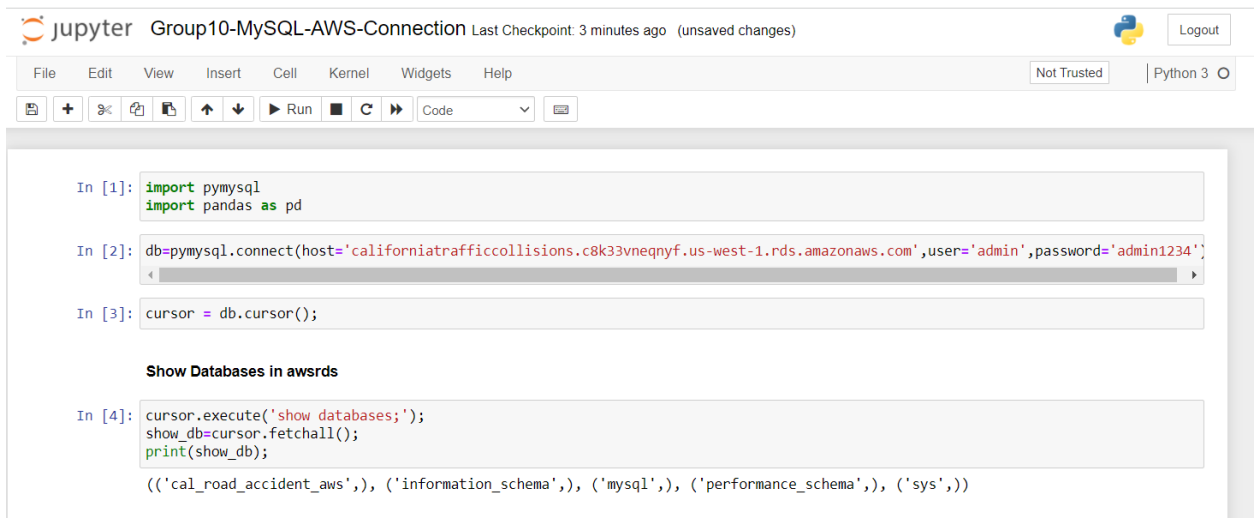 jupyter Group10-MySQL-AWS-Connection Last Checkpoint: 3 minutes ago (unsaved changes)
Logout
File Edit View Insert Cell Kernel Widgets Help
Not Trusted
Python 3
Run
Code
In [1]: import pymysql
import pandas as pd
In [2]: db=pymysql.connect(host='californiatrafficcollisions.c8k33vneqnyf.us-west-1.rds.amazonaws.com',user='admin',password='admin1234')
In [3]: cursor = db.cursor();
Show Databases in awsrds
In [4]: cursor.execute('show databases;');
show_db=cursor.fetchall();
print(show_db);
(('cal_road_accident_aws',), ('information_schema',), ('mysql',), ('performance_schema',), ('sys',))